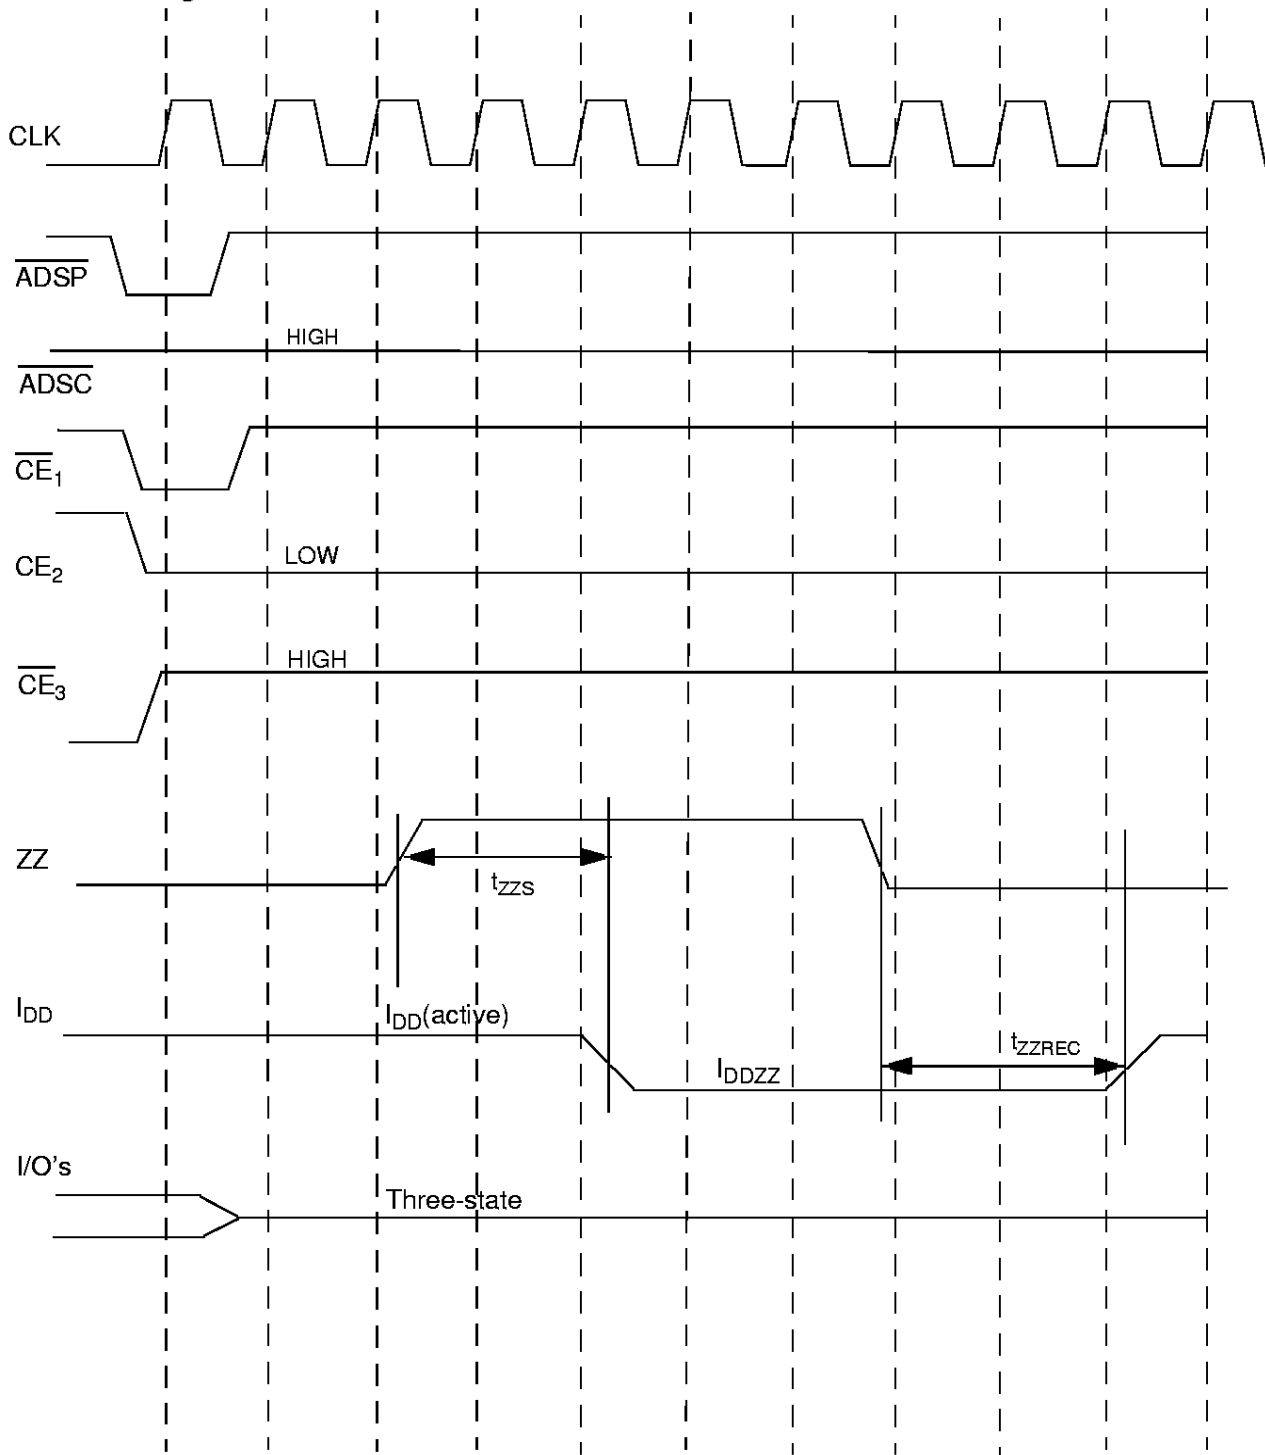 CLK
ADSP
HIGH
ADSC
CE1
LOW
CE2
HIGH
CE3
ZZ
tZZS
IDD
IDD(active)
tZZREC
IDDZZ
I/O's
Three-state